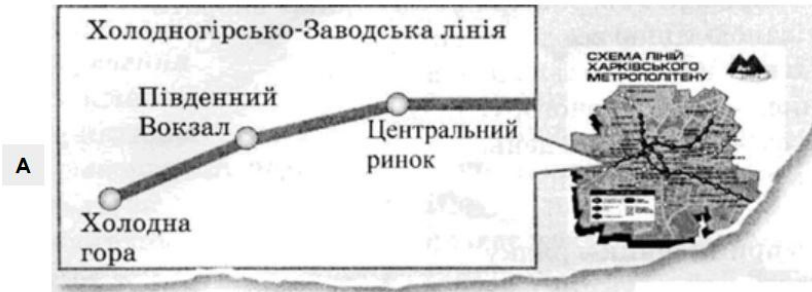 А
Холодногірсько-Заводська лінія
Південний
Вокзал
Центральний
ринок
Холодна
гора
СХЕМА ЛІНІЙ
ХАРКІВСЬКОГО
МЕТРОПОЛІТЕНУ